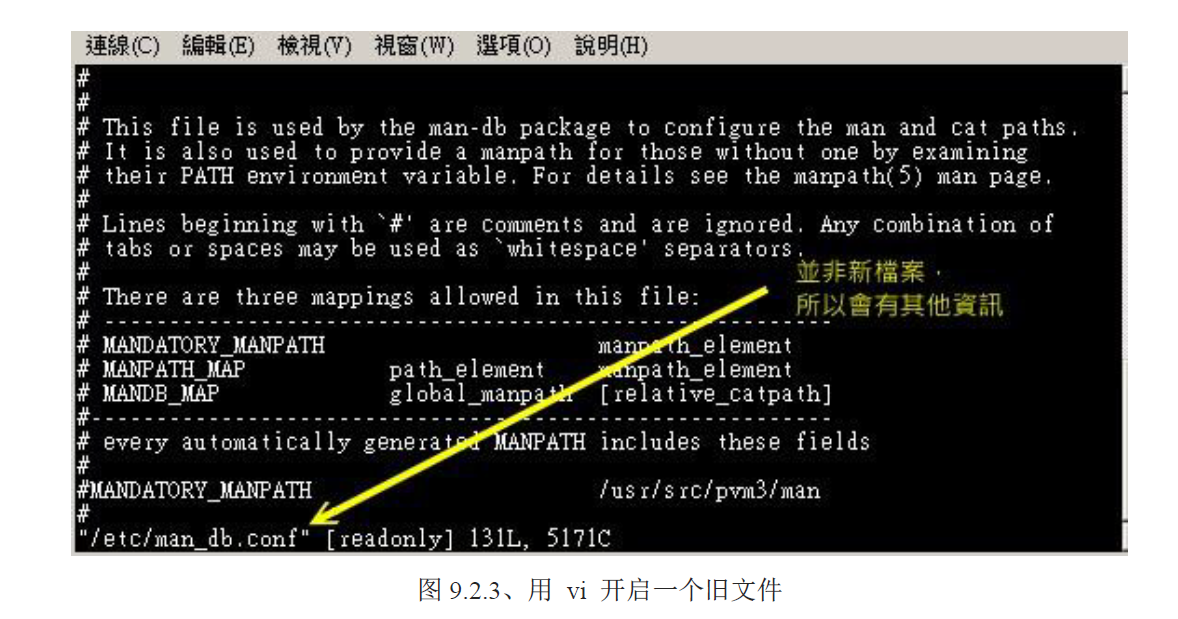 連線(C) 編輯(E) 檢視(V) 視窗(W) 選項(O) 說明(H)
#
#
# This file is used by the man-db package to configure the man and cat paths.
# It is also used to provide a manpath for those without one by examining
# their PATH environment variable. For details see the manpath(5) man page.
#
# Lines beginning with `#' are comments and are ignored. Any combination of
# tabs or spaces may be used as `whitespace' separators.
#
並非新檔案，
所以會有其他資訊
# There are three mappings allowed in this file:
# --------------------------------------------------------
# MANDATORY_MANPATH manpath_element
# MANPATH_MAP path_element manpath_element
# MANDB_MAP global_manpath [relative_catpath]
#---------------------------------------------------------
# every automatically generated MANPATH includes these fields
#
#MANDATORY_MANPATH /usr/src/pvm3/man
#
"/etc/man_db.conf" [readonly] 131L, 5171C
图 9.2.3、用 vi 开启一个旧文件